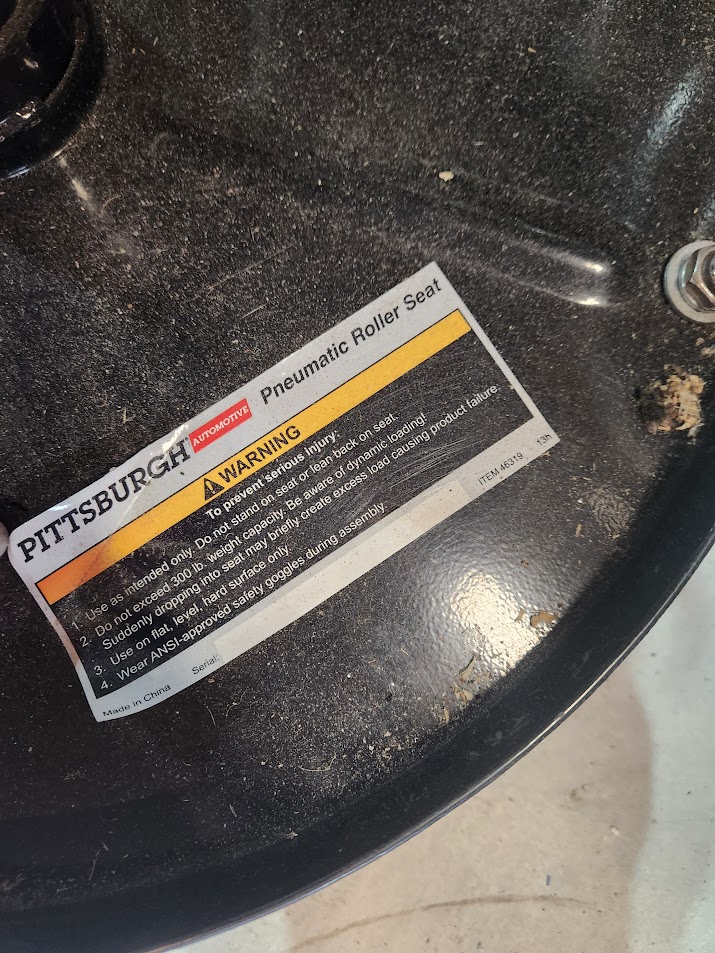 PITTSBURGH AUTOMOTIVE Pneumatic Roller Seat
WARNING
To prevent serious injury:
1. Use as intended only. Do not stand on seat or lean back on seat.
2. Do not exceed 300 lb. weight capacity. Be aware of dynamic loading!
Suddenly dropping into seat may briefly create excess load causing product failure.
3. Use on flat, level, hard surface only.
4. Wear ANSI-approved safety goggles during assembly.
Made in China Serial: ITEM 46319 13h